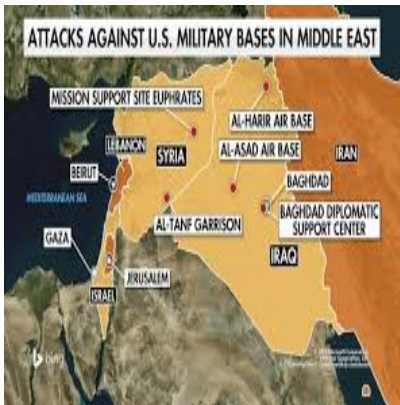 ATTACKS AGAINST U.S. MILITARY BASES IN MIDDLE EAST
MISSION SUPPORT SITE EUPHRATES
AL-HARIR AIR BASE
LEBANON
SYRIA
AL-ASAD AIR BASE
IRAN
BEIRUT
BAGHDAD
MEDITERRANEAN SEA
AL-TANF GARRISON
BAGHDAD DIPLOMATIC
SUPPORT CENTER
GAZA
IRAQ
JERUSALEM
ISRAEL
bing